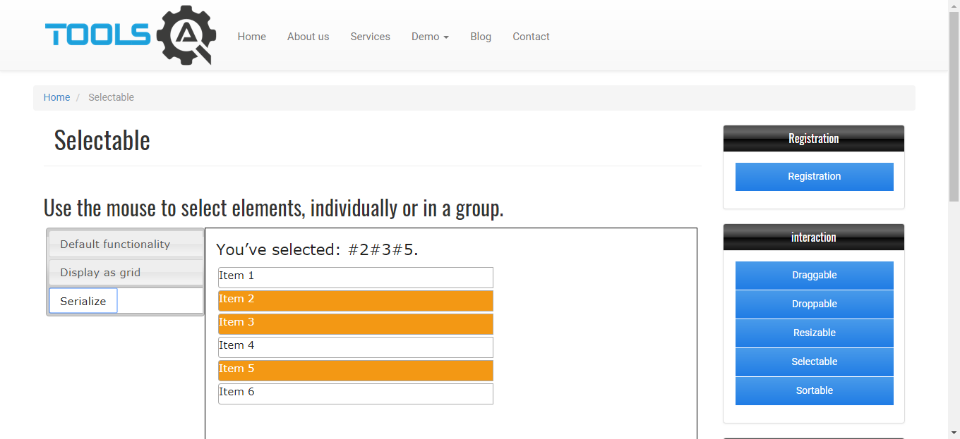 TOOLS QA
Home About us Services Demo Blog Contact
Home / Selectable
Selectable
Use the mouse to select elements, individually or in a group.
Default functionality
Display as grid
Serialize
You've selected: #2#3#5.
Item 1
Item 2
Item 3
Item 4
Item 5
Item 6
Registration
Registration
interaction
Draggable
Droppable
Resizable
Selectable
Sortable